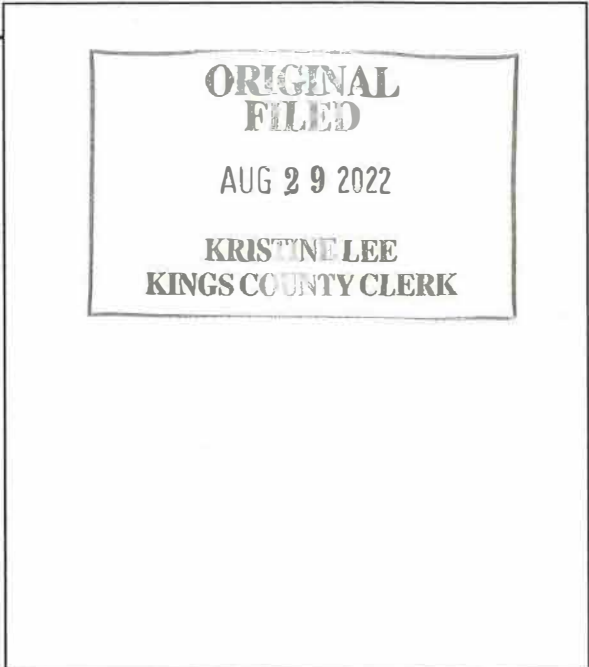 ORIGINAL
FILED
AUG 29 2022
KRISTINE LEE
KINGS COUNTY CLERK